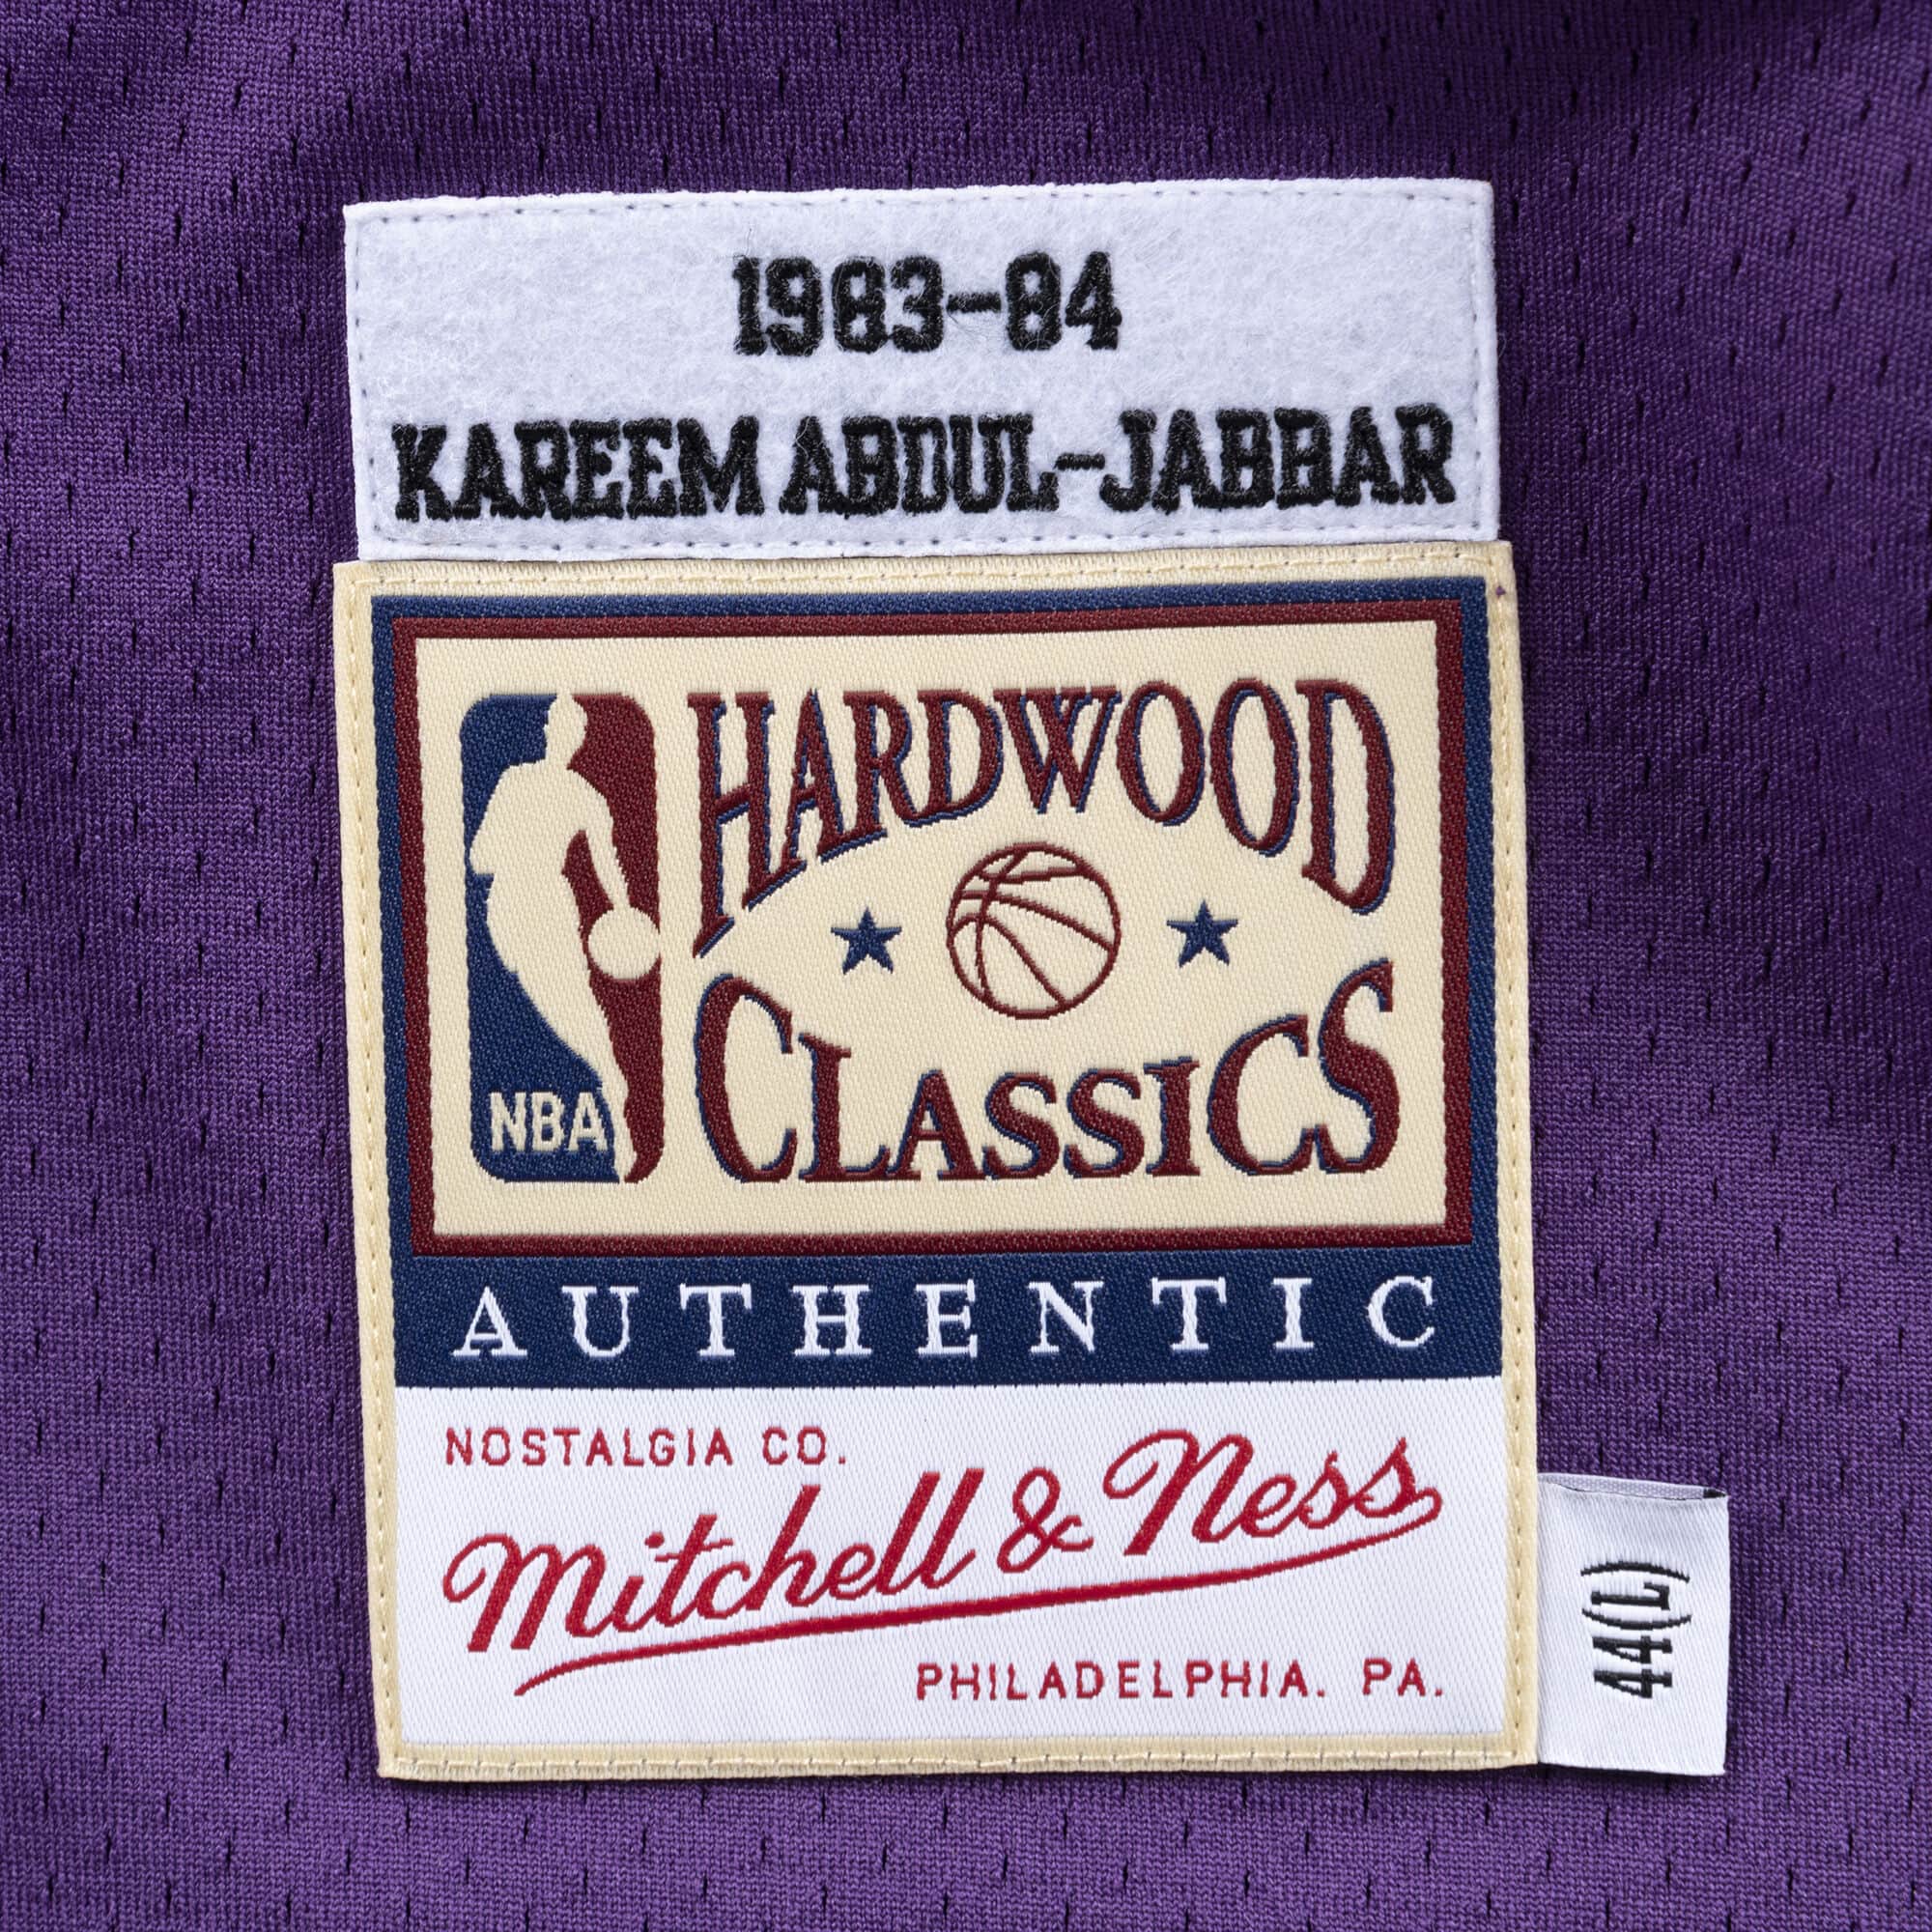 1983-84
KAREEM ABDUL-JABBAR
HARDWOOD
CLASSICS
NBA
AUTHENTIC
NOSTALGIA CO.
Mitchell & Ness
PHILADELPHIA. PA.
44(L)